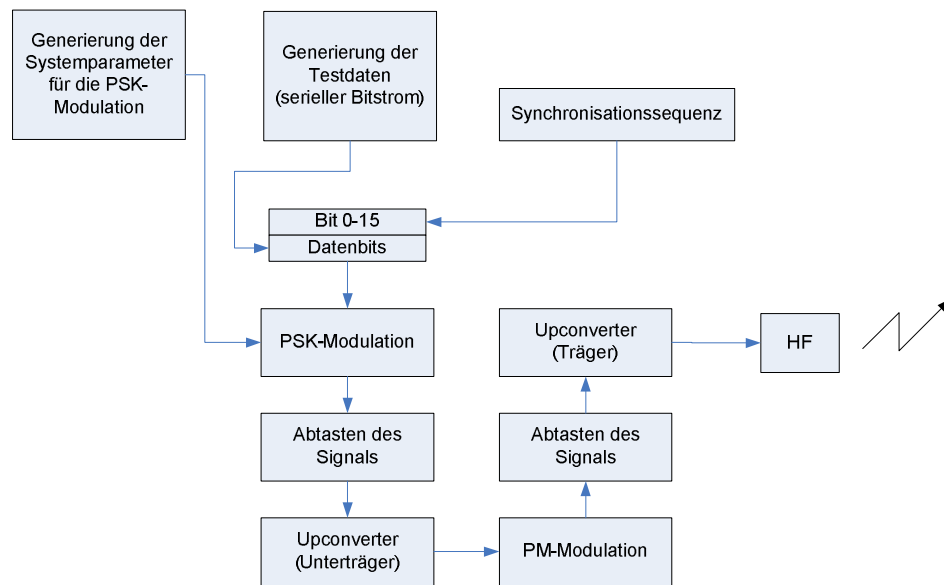 Generierung der
Systemparameter
für die PSK-
Modulation
Generierung der
Testdaten
(serieller Bitstrom)
Synchronisationssequenz
Bit 0-15
Datenbits
PSK-Modulation
Upconverter
(Träger)
HF
Abtasten des
Signals
Abtasten des
Signals
Upconverter
(Unterträger)
PM-Modulation